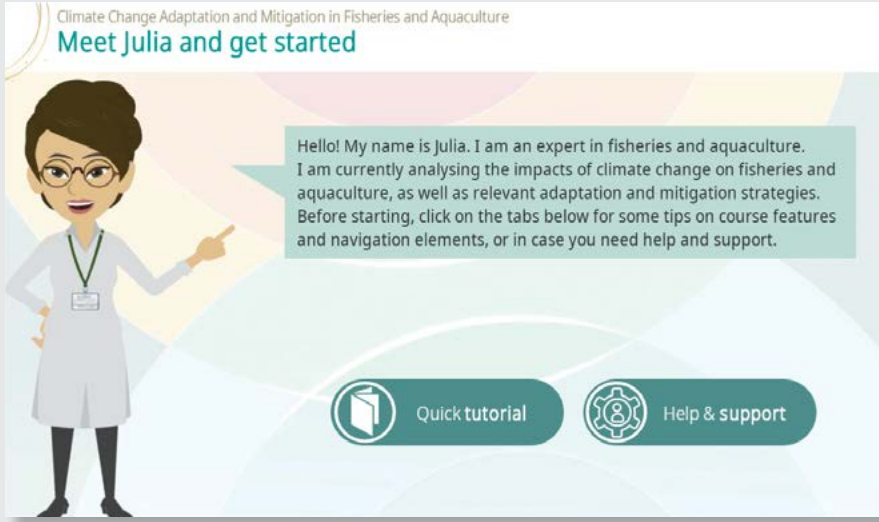 Climate Change Adaptation and Mitigation in Fisheries and Aquaculture
Meet Julia and get started
Hello! My name is Julia. I am an expert in fisheries and aquaculture.
I am currently analysing the impacts of climate change on fisheries and
aquaculture, as well as relevant adaptation and mitigation strategies.
Before starting, click on the tabs below for some tips on course features
and navigation elements, or in case you need help and support.
Quick tutorial
Help & support